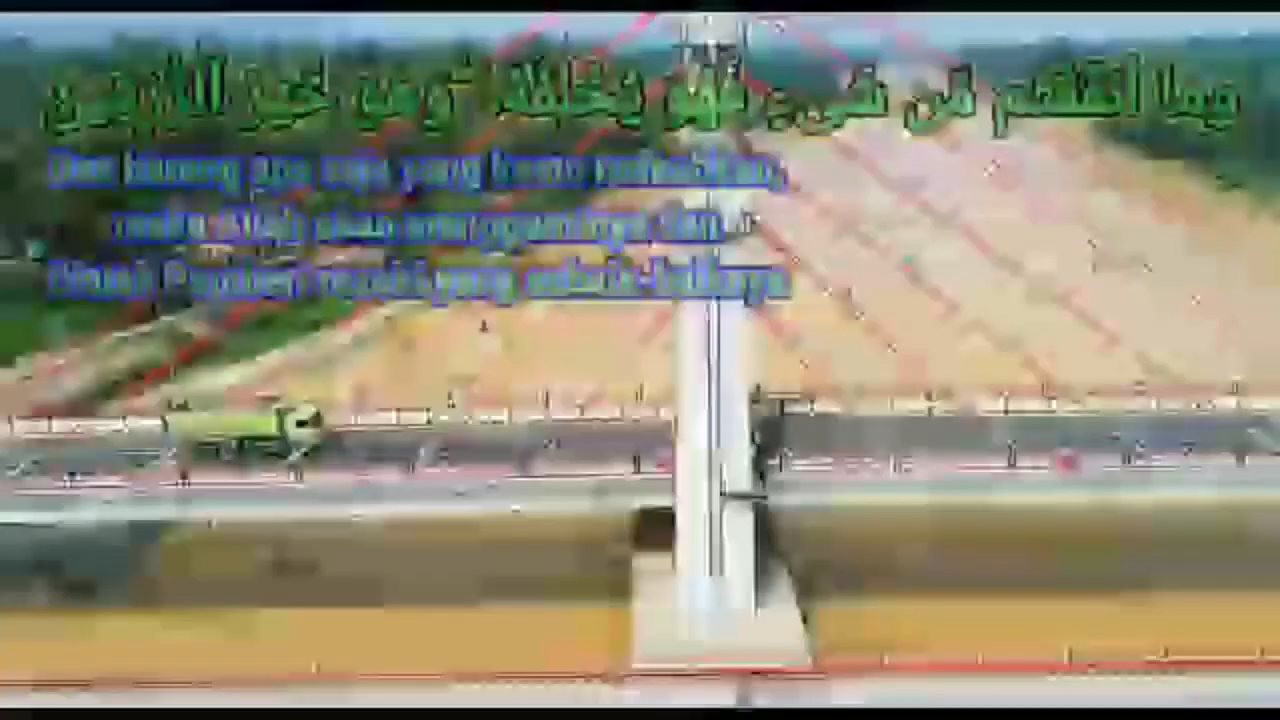 وما أنفقتم من شيء فهو يخلفه وهو خير الرازقين
Dan barang apa saja yang kamu nafkahkan,
maka Allah akan menggantinya dan
Dialah Pemberi rezeki yang sebaik-baiknya.